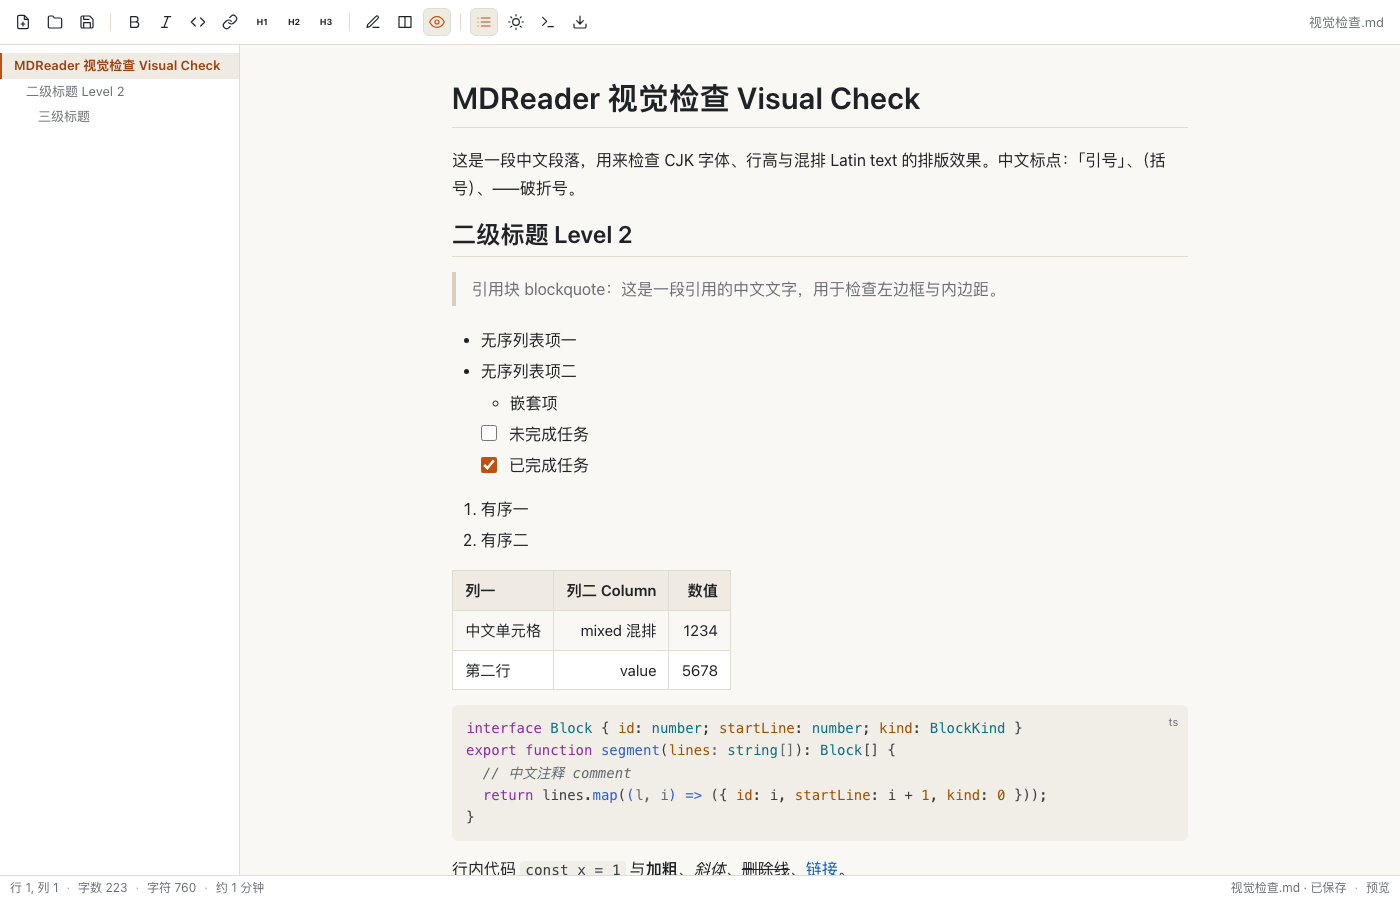 B I H1 H2 H3 视觉检查.md
MDReader 视觉检查 Visual Check
二级标题 Level 2
三级标题
MDReader 视觉检查 Visual Check
这是一段中文段落，用来检查 CJK 字体、行高与混排 Latin text 的排版效果。中文标点：「引号」、（括
号）、——破折号。
二级标题 Level 2
引用块 blockquote：这是一段引用的中文文字，用于检查左边框与内边距。
无序列表项一
无序列表项二
嵌套项
未完成任务
已完成任务
1. 有序一
2. 有序二
列一 列二 Column 数值
中文单元格 mixed 混排 1234
第二行 value 5678
ts
interface Block { id: number; startLine: number; kind: BlockKind }
export function segment(lines: string[]): Block[] {
  // 中文注释 comment
  return lines.map((l, i) => ({ id: i, startLine: i + 1, kind: 0 }));
}
行内代码 const x = 1 与加粗、斜体、删除线、链接。
行 1, 列 1 · 字数 223 · 字符 760 · 约 1 分钟 视觉检查.md · 已保存 · 预览